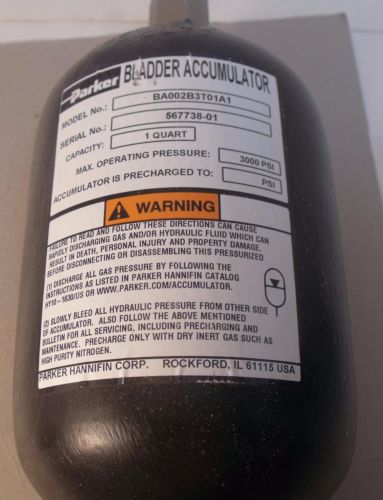 Parker BLADDER ACCUMULATOR
MODEL No.: BA002B3T01A1
SERIAL No.: 567738-01
CAPACITY: 1 QUART
MAX. OPERATING PRESSURE: 3000 PSI
ACCUMULATOR IS PRECHARGED TO: PSI
WARNING
FAILURE TO READ AND FOLLOW THESE DIRECTIONS CAN CAUSE
RAPIDLY DISCHARGING GAS AND/OR HYDRAULIC FLUID WHICH CAN
RESULT IN DEATH, PERSONAL INJURY AND PROPERTY DAMAGE.
BEFORE DISCONNECTING OR DISASSEMBLING THIS PRESSURIZED
(1) DISCHARGE ALL GAS PRESSURE BY FOLLOWING THE
INSTRUCTIONS AS LISTED IN PARKER HANNIFIN CATALOG
HY10-1630/US OR WWW.PARKER.COM/ACCUMULATOR.
(2) SLOWLY BLEED ALL HYDRAULIC PRESSURE FROM OTHER SIDE
OF ACCUMULATOR. ALSO FOLLOW THE ABOVE MENTIONED
BULLETIN FOR ALL SERVICING, INCLUDING PRECHARGING AND
MAINTENANCE. PRECHARGE ONLY WITH DRY INERT GAS SUCH AS
HIGH PURITY NITROGEN.
PARKER HANNIFIN CORP. ROCKFORD, IL 61115 USA